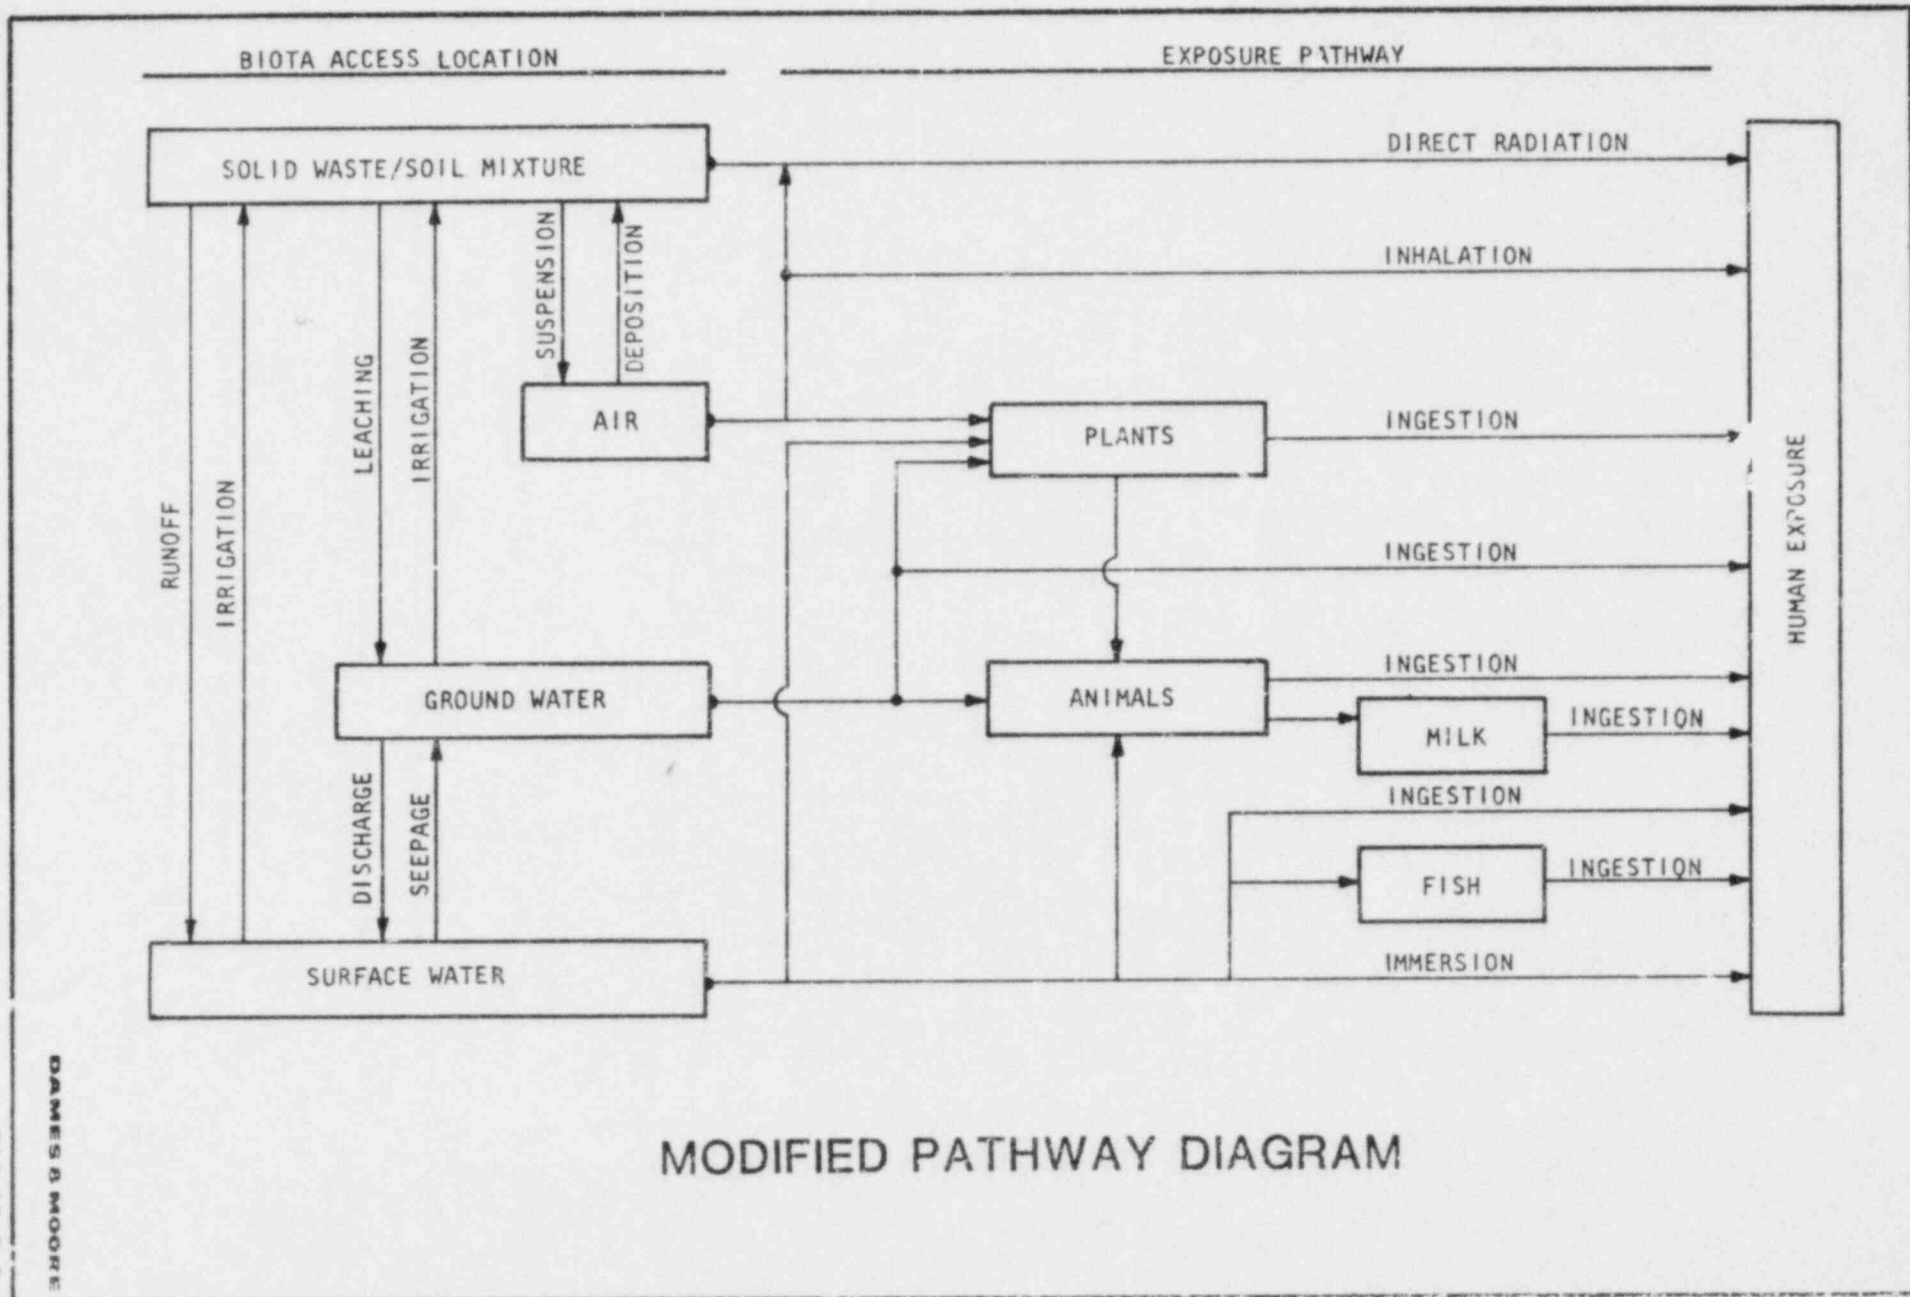 BIOTA ACCESS LOCATION
EXPOSURE PATHWAY
SOLID WASTE/SOIL MIXTURE
DIRECT RADIATION
INHALATION
SUSPENSION
DEPOSITION
LEACHING
IRRIGATION
AIR
PLANTS
INGESTION
RUNOFF
IRRIGATION
INGESTION
HUMAN EXPOSURE
GROUND WATER
ANIMALS
INGESTION
MILK
INGESTION
DISCHARGE
SEEPAGE
INGESTION
FISH
INGESTION
SURFACE WATER
IMMERSION
MODIFIED PATHWAY DIAGRAM
DAMES & MOORE